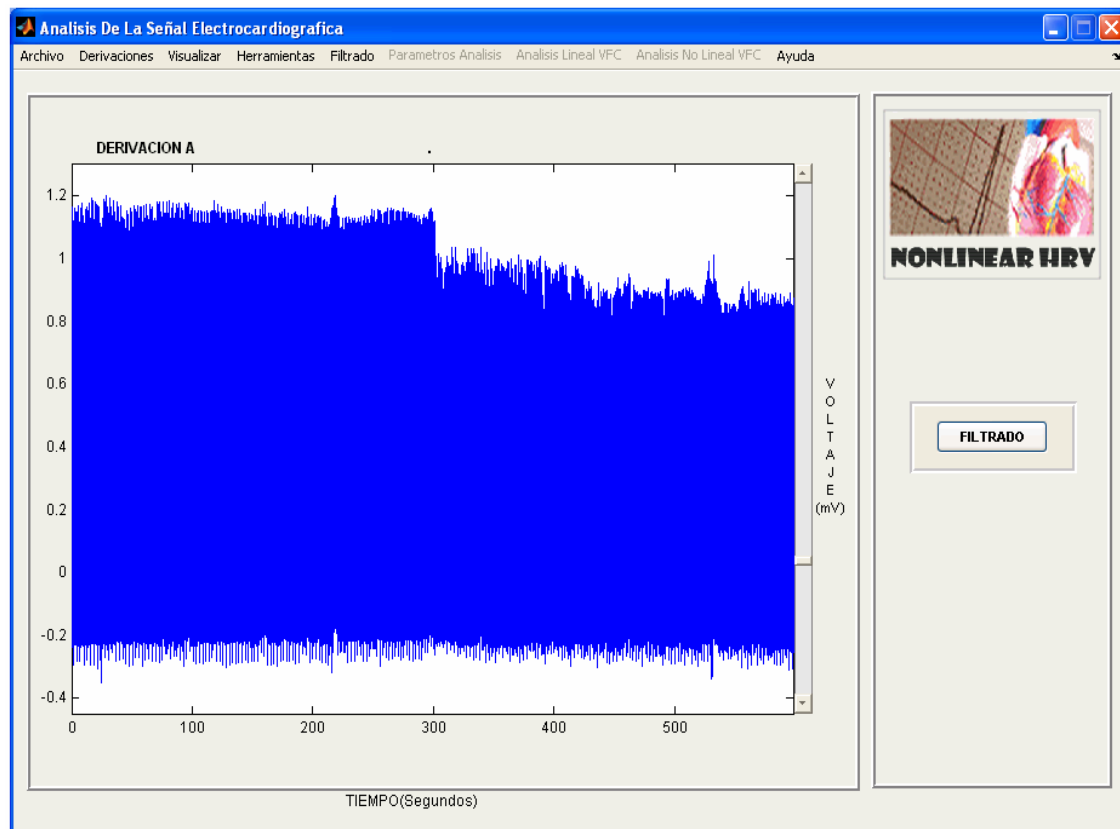 Analisis De La Señal Electrocardiografica
Archivo Derivaciones Visualizar Herramientas Filtrado Parametros Analisis Analisis Lineal VFC Analisis No Lineal VFC Ayuda
DERIVACION A
.
1.2
1
0.8
0.6
0.4
0.2
0
-0.2
-0.4
0 100 200 300 400 500
TIEMPO(Segundos)
V
O
L
T
A
J
E
(mV)
NONLINEAR HRV
FILTRADO